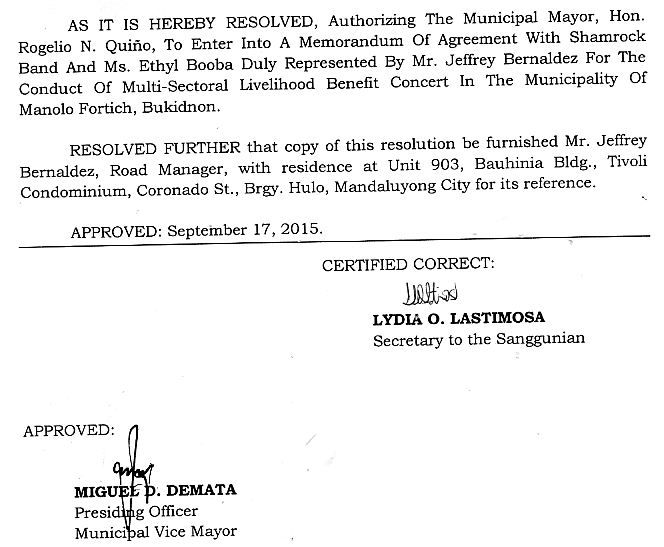 AS IT IS HEREBY RESOLVED, Authorizing The Municipal Mayor, Hon.
Rogelio N. Quiño, To Enter Into A Memorandum Of Agreement With Shamrock
Band And Ms. Ethyl Booba Duly Represented By Mr. Jeffrey Bernaldez For The
Conduct Of Multi-Sectoral Livelihood Benefit Concert In The Municipality Of
Manolo Fortich, Bukidnon.
RESOLVED FURTHER that copy of this resolution be furnished Mr. Jeffrey
Bernaldez, Road Manager, with residence at Unit 903, Bauhinia Bldg., Tivoli
Condominium, Coronado St., Brgy. Hulo, Mandaluyong City for its reference.
APPROVED: September 17, 2015.
CERTIFIED CORRECT:
LYDIA O. LASTIMOSA
Secretary to the Sanggunian
APPROVED:
MIGUEL D. DEMATA
Presiding Officer
Municipal Vice Mayor